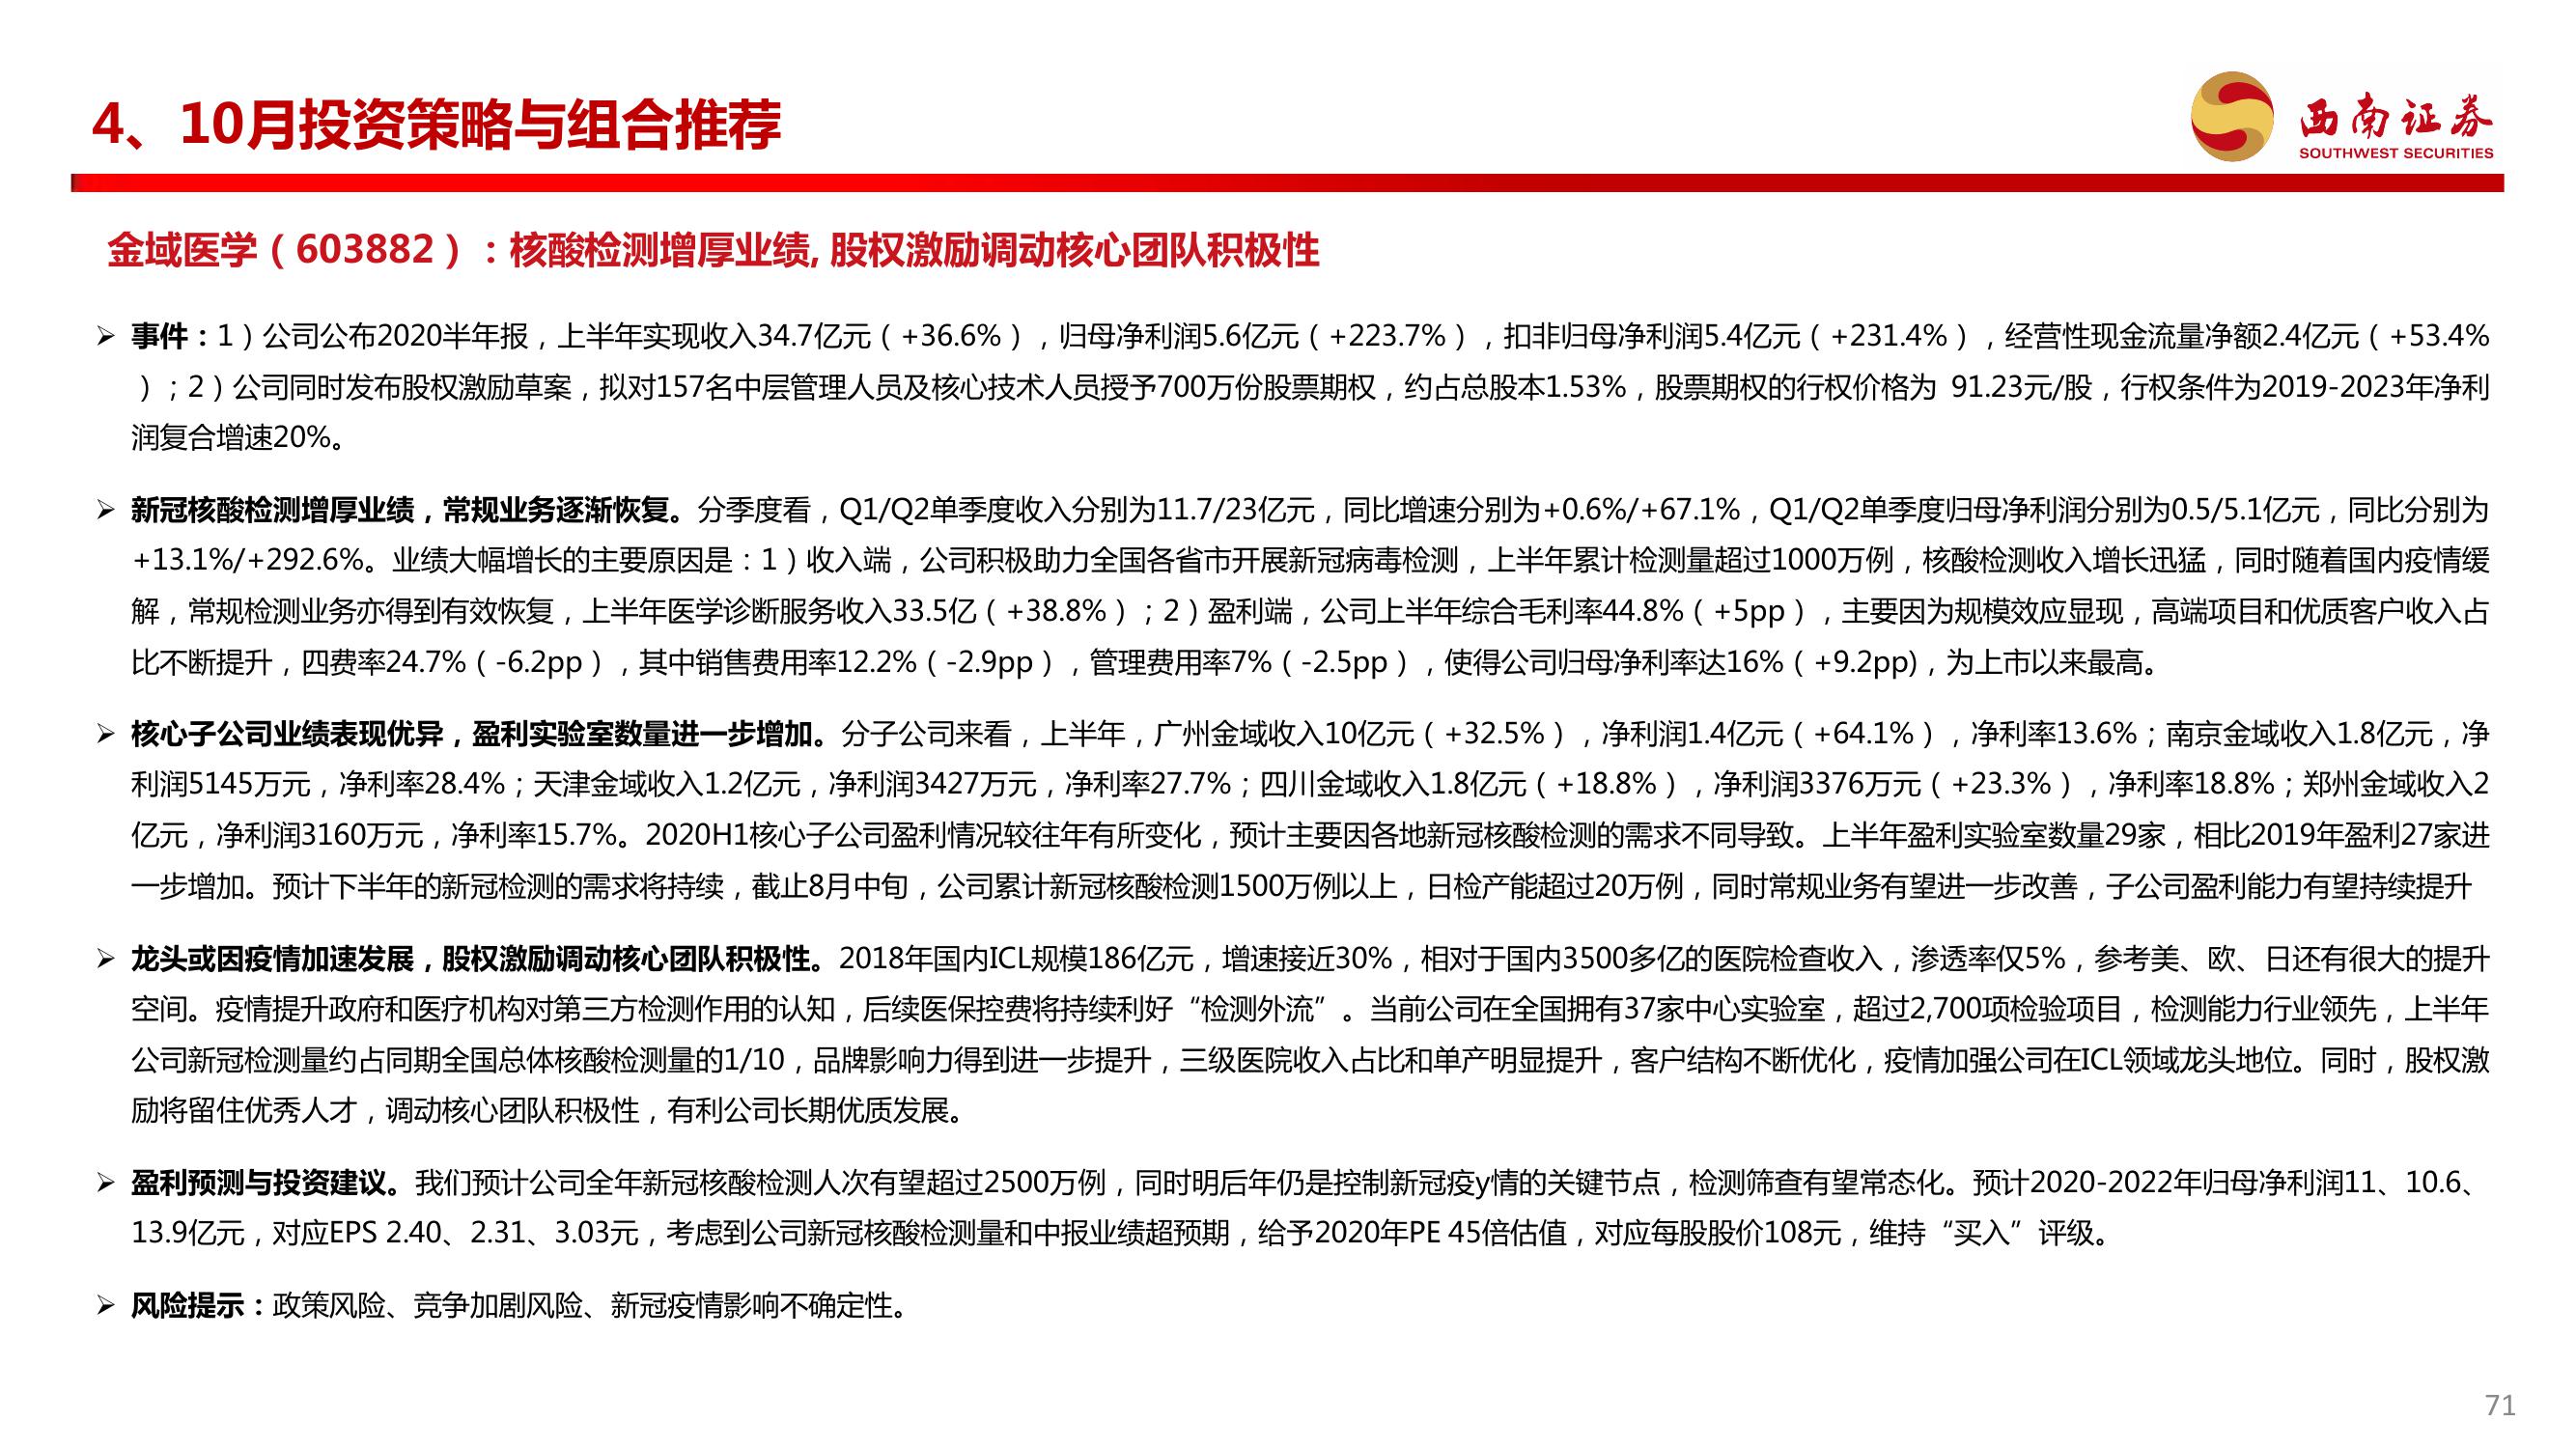 4、10月投资策略与组合推荐
西南证券
SOUTHWEST SECURITIES
金域医学（603882）：核酸检测增厚业绩, 股权激励调动核心团队积极性
➢ 事件：1）公司公布2020半年报，上半年实现收入34.7亿元（+36.6%），归母净利润5.6亿元（+223.7%），扣非归母净利润5.4亿元（+231.4%），经营性现金流量净额2.4亿元（+53.4%
）；2）公司同时发布股权激励草案，拟对157名中层管理人员及核心技术人员授予700万份股票期权，约占总股本1.53%，股票期权的行权价格为 91.23元/股，行权条件为2019-2023年净利
润复合增速20%。
➢ 新冠核酸检测增厚业绩，常规业务逐渐恢复。分季度看，Q1/Q2单季度收入分别为11.7/23亿元，同比增速分别为+0.6%/+67.1%，Q1/Q2单季度归母净利润分别为0.5/5.1亿元，同比分别为
+13.1%/+292.6%。业绩大幅增长的主要原因是：1）收入端，公司积极助力全国各省市开展新冠病毒检测，上半年累计检测量超过1000万例，核酸检测收入增长迅猛，同时随着国内疫情缓
解，常规检测业务亦得到有效恢复，上半年医学诊断服务收入33.5亿（+38.8%）；2）盈利端，公司上半年综合毛利率44.8%（+5pp），主要因为规模效应显现，高端项目和优质客户收入占
比不断提升，四费率24.7%（-6.2pp），其中销售费用率12.2%（-2.9pp），管理费用率7%（-2.5pp），使得公司归母净利率达16%（+9.2pp)，为上市以来最高。
➢ 核心子公司业绩表现优异，盈利实验室数量进一步增加。分子公司来看，上半年，广州金域收入10亿元（+32.5%），净利润1.4亿元（+64.1%），净利率13.6%；南京金域收入1.8亿元，净
利润5145万元，净利率28.4%；天津金域收入1.2亿元，净利润3427万元，净利率27.7%；四川金域收入1.8亿元（+18.8%），净利润3376万元（+23.3%），净利率18.8%；郑州金域收入2
亿元，净利润3160万元，净利率15.7%。2020H1核心子公司盈利情况较往年有所变化，预计主要因各地新冠核酸检测的需求不同导致。上半年盈利实验室数量29家，相比2019年盈利27家进
一步增加。预计下半年的新冠检测的需求将持续，截止8月中旬，公司累计新冠核酸检测1500万例以上，日检产能超过20万例，同时常规业务有望进一步改善，子公司盈利能力有望持续提升
➢ 龙头或因疫情加速发展，股权激励调动核心团队积极性。2018年国内ICL规模186亿元，增速接近30%，相对于国内3500多亿的医院检查收入，渗透率仅5%，参考美、欧、日还有很大的提升
空间。疫情提升政府和医疗机构对第三方检测作用的认知，后续医保控费将持续利好“检测外流”。当前公司在全国拥有37家中心实验室，超过2,700项检验项目，检测能力行业领先，上半年
公司新冠检测量约占同期全国总体核酸检测量的1/10，品牌影响力得到进一步提升，三级医院收入占比和单产明显提升，客户结构不断优化，疫情加强公司在ICL领域龙头地位。同时，股权激
励将留住优秀人才，调动核心团队积极性，有利公司长期优质发展。
➢ 盈利预测与投资建议。我们预计公司全年新冠核酸检测人次有望超过2500万例，同时明后年仍是控制新冠疫y情的关键节点，检测筛查有望常态化。预计2020-2022年归母净利润11、10.6、
13.9亿元，对应EPS 2.40、2.31、3.03元，考虑到公司新冠核酸检测量和中报业绩超预期，给予2020年PE 45倍估值，对应每股股价108元，维持“买入”评级。
➢ 风险提示：政策风险、竞争加剧风险、新冠疫情影响不确定性。
71